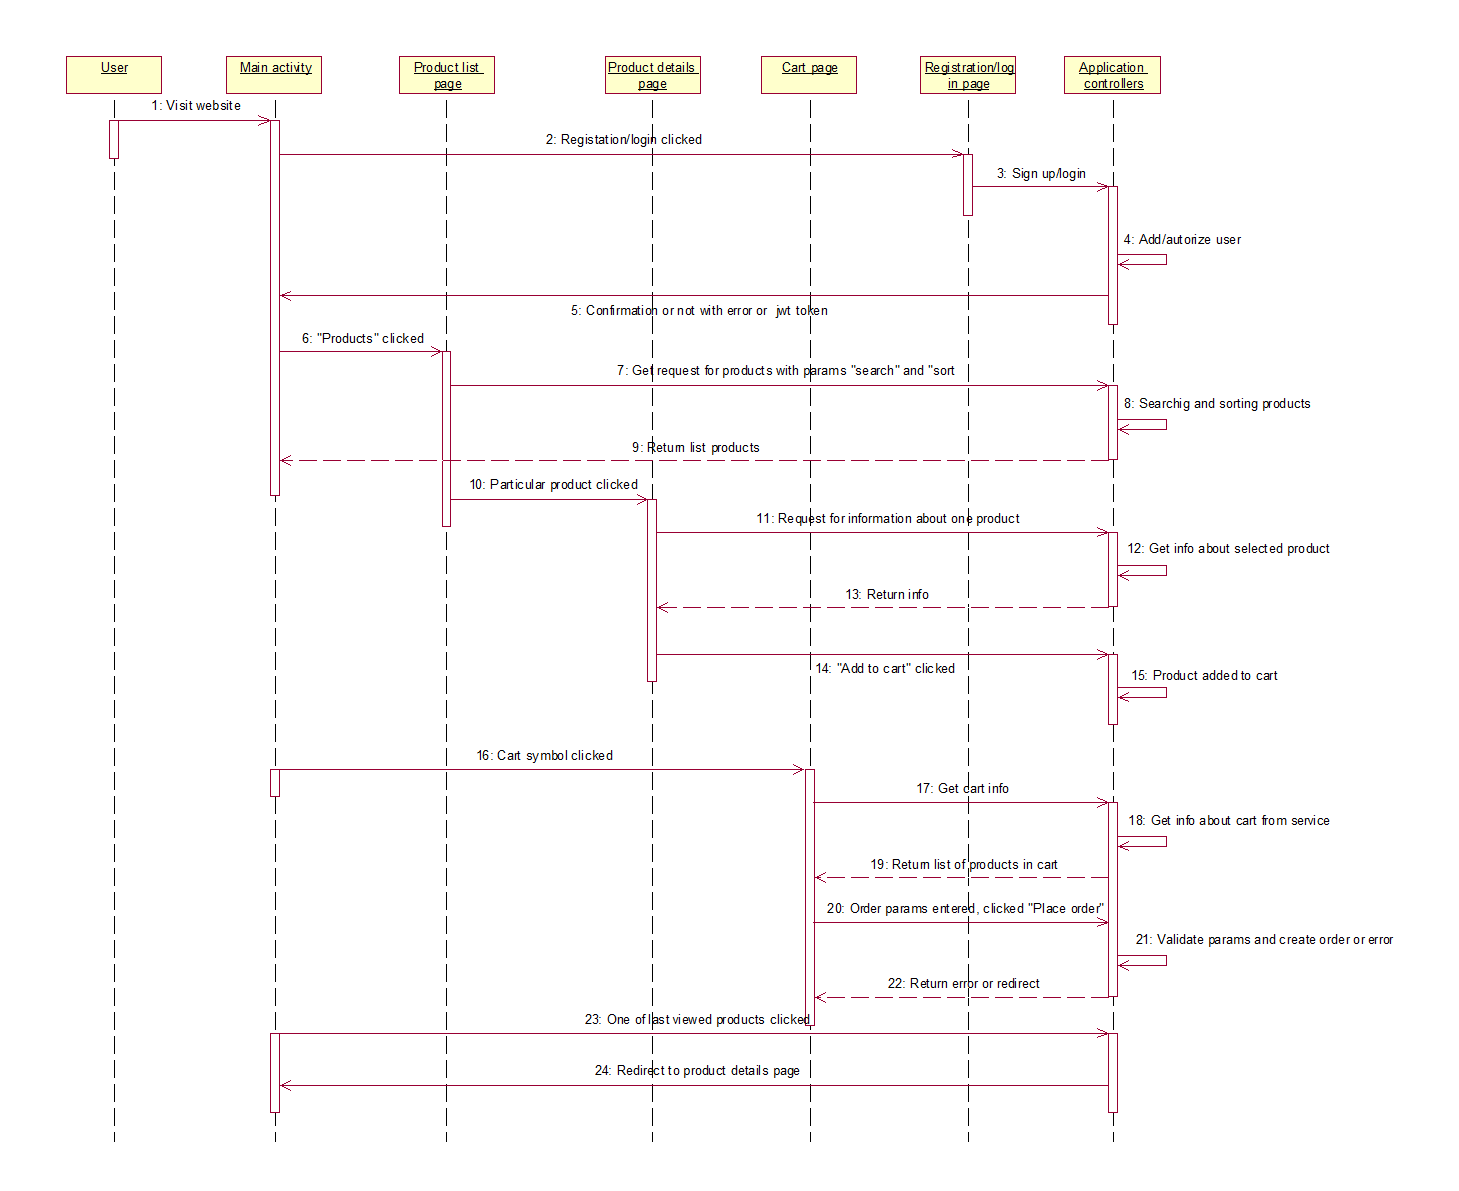 User
Main activity
Product list
page
Product details
page
Cart page
Registration/log
in page
Application
controllers
1: Visit website
2: Registation/login clicked
3: Sign up/login
4: Add/autorize user
5: Confirmation or not with error or jwt token
6: "Products" clicked
7: Get request for products with params "search" and "sort
8: Searchig and sorting products
9: Return list products
10: Particular product clicked
11: Request for information about one product
12: Get info about selected product
13: Return info
14: "Add to cart" clicked
15: Product added to cart
16: Cart symbol clicked
17: Get cart info
18: Get info about cart from service
19: Return list of products in cart
20: Order params entered, clicked "Place order"
21: Validate params and create order or error
22: Return error or redirect
23: One of last viewed products clicked
24: Redirect to product details page